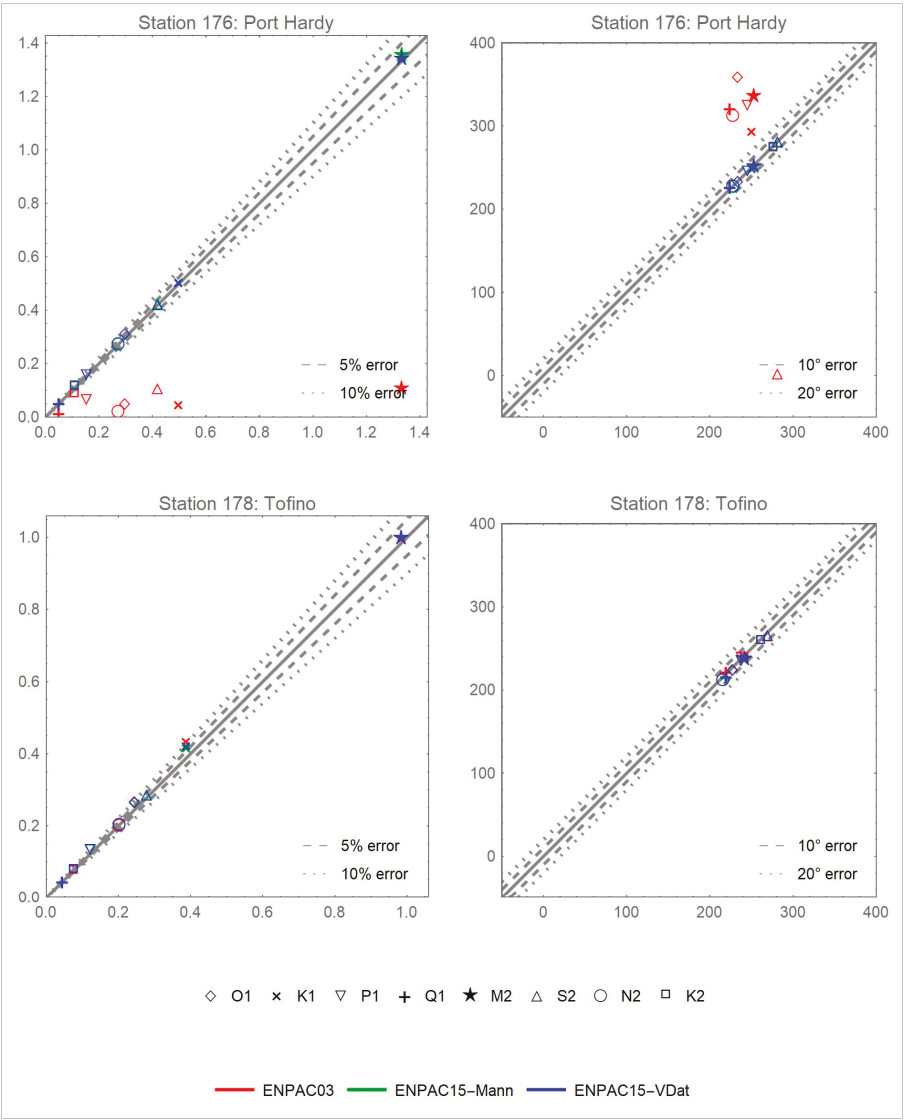 Station 176: Port Hardy
1.4
1.2
1.0
0.8
0.6
0.4
0.2
0.0
5% error
10% error
0.0 0.2 0.4 0.6 0.8 1.0 1.2 1.4
Station 176: Port Hardy
400
300
200
100
0
10° error
20° error
0 100 200 300 400
Station 178: Tofino
1.0
0.8
0.6
0.4
0.2
0.0
5% error
10% error
0.0 0.2 0.4 0.6 0.8 1.0
Station 178: Tofino
400
300
200
100
0
10° error
20° error
0 100 200 300 400
O1 K1 P1 Q1 M2 S2 N2 K2
ENPAC03 ENPAC15−Mann ENPAC15−VDat